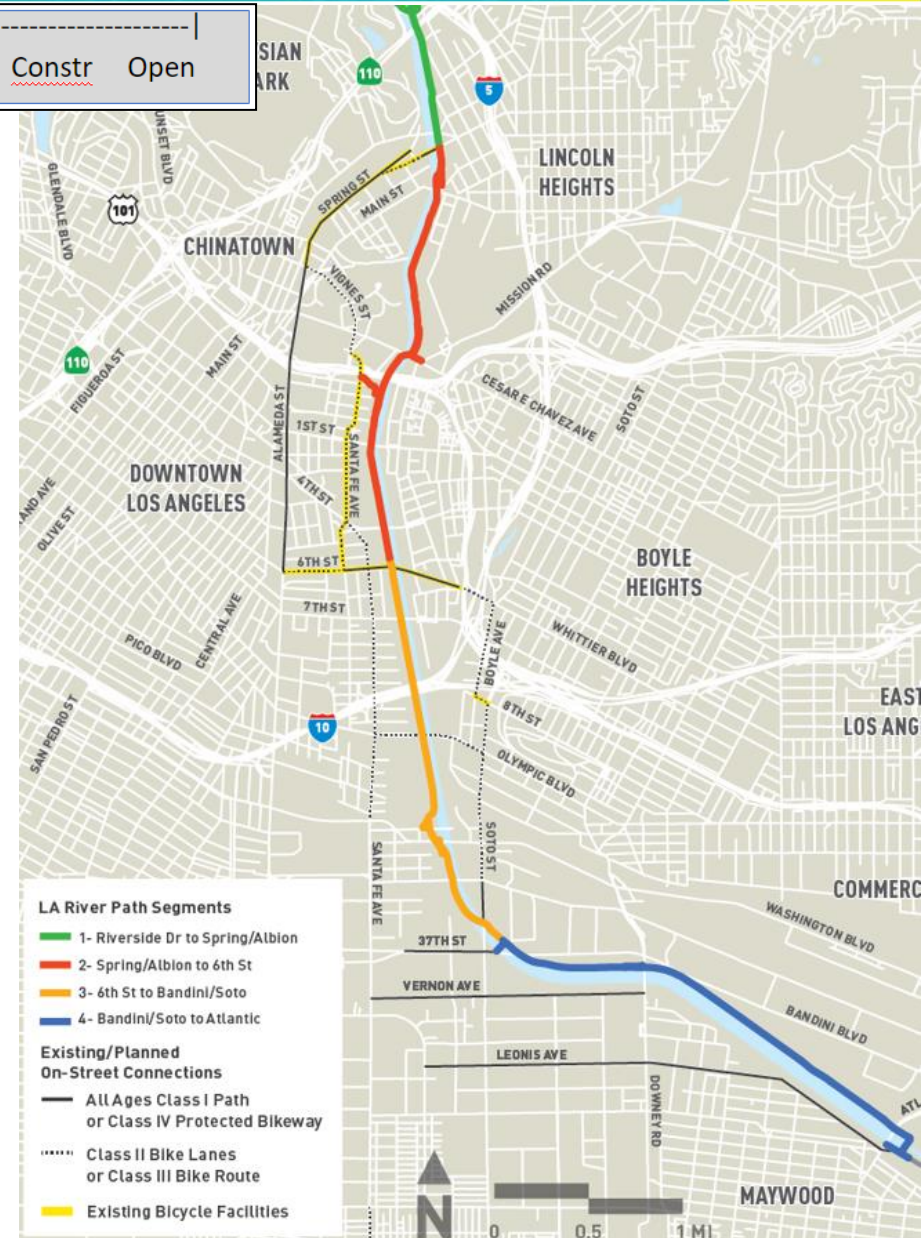 --------------------|
Constr Open
SIAN
ARK
110
5
SUNSET BLVD
GLENDALE BLVD
LINCOLN
HEIGHTS
SPRING ST
MAIN ST
101
CHINATOWN
VIGNES ST
MISSION RD
110
FIGUEROA ST
MAIN ST
ALAMEDA ST
CESAR E CHAVEZ AVE
SOTO ST
1ST ST
SANTA FE AVE
4TH ST
DOWNTOWN
LOS ANGELES
AND AVE
OLIVE ST
6TH ST
BOYLE
HEIGHTS
7TH ST
CENTRAL AVE
PICO BLVD
WHITTIER BLVD
BOYLE AVE
SAN PEDRO ST
10
8TH ST
EAST
LOS ANG
OLYMPIC BLVD
SANTA FE AVE
SOTO ST
COMMERC
WASHINGTON BLVD
37TH ST
VERNON AVE
BANDINI BLVD
LEONIS AVE
DOWNEY RD
ATL
MAYWOOD
LA River Path Segments
1- Riverside Dr to Spring/Albion
2- Spring/Albion to 6th St
3- 6th St to Bandini/Soto
4- Bandini/Soto to Atlantic
Existing/Planned
On-Street Connections
All Ages Class I Path
or Class IV Protected Bikeway
Class II Bike Lanes
or Class III Bike Route
Existing Bicycle Facilities
N
0 0.5 1 MI